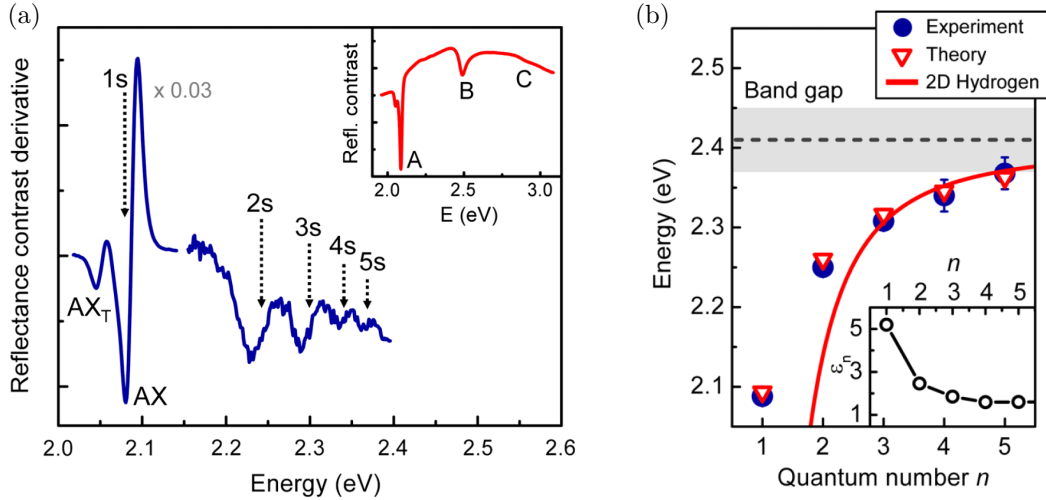 (a)
Reflectance contrast derivative
1s
x 0.03
AX_T
AX
2s
3s
4s
5s
2.0 2.1 2.2 2.3 2.4 2.5 2.6
Energy (eV)
Refl. contrast
A
B
C
2.0 2.5 3.0
E (eV)
(b)
Experiment
Theory
2D Hydrogen
Band gap
2.5
2.4
2.3
2.2
2.1
Energy (eV)
1 2 3 4 5
Quantum number n
n
1 2 3 4 5
5
3
1
ε_n